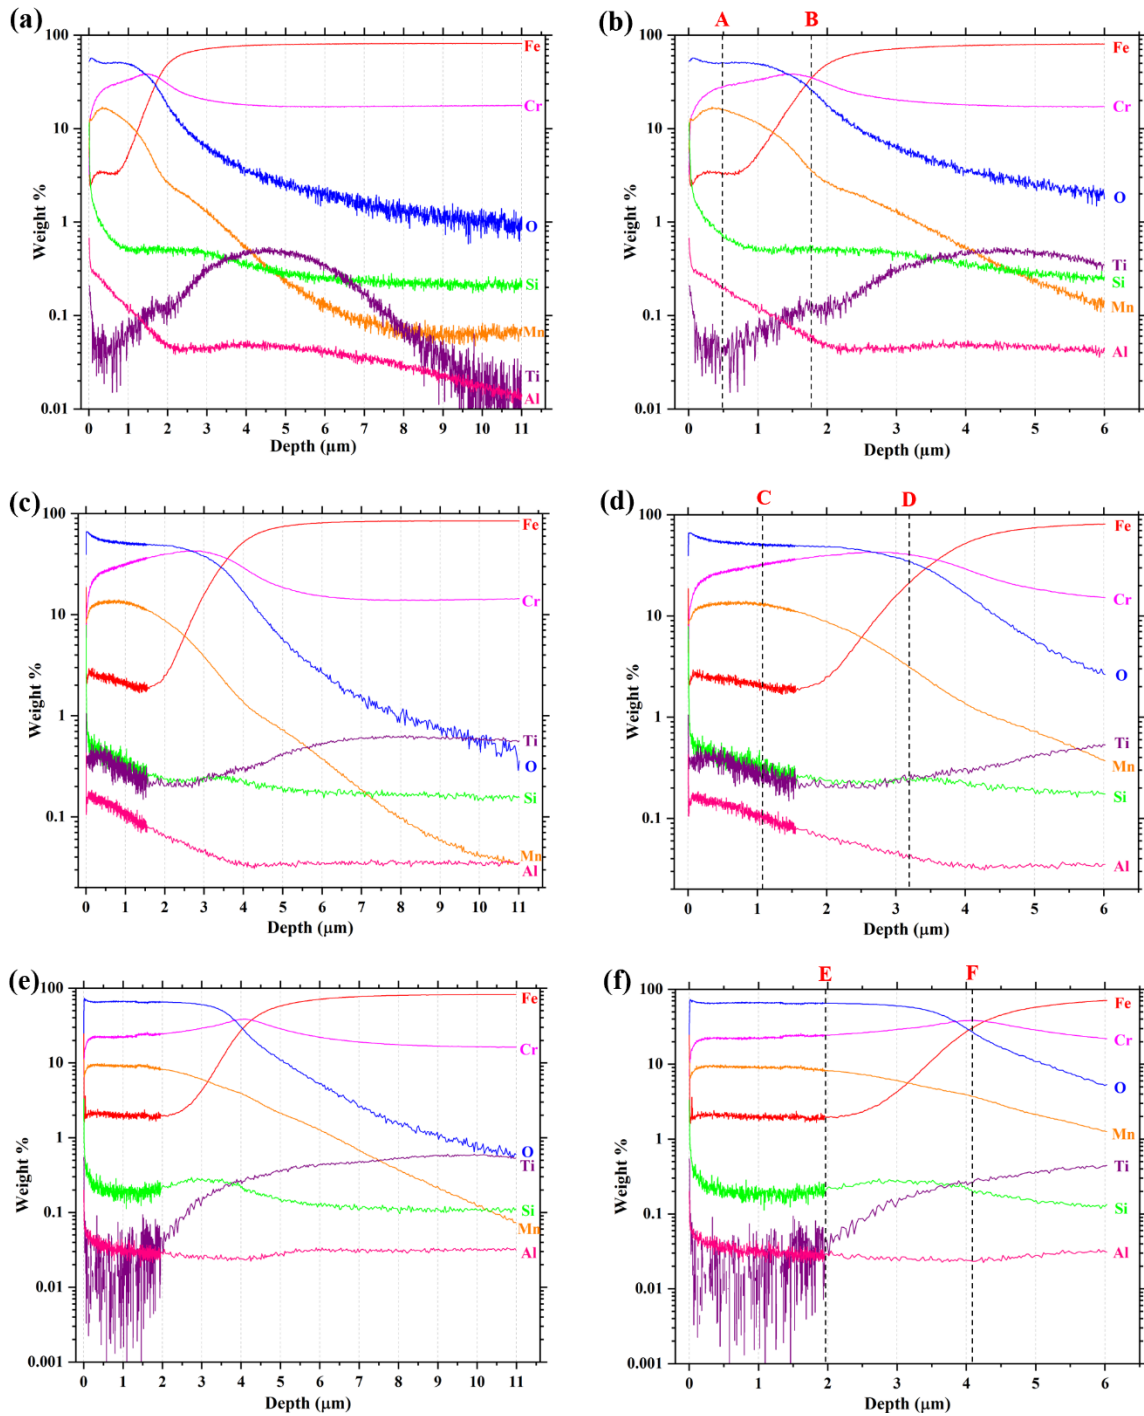 (a)
100
10
1
0.1
0.01
Weight %
Fe
Cr
O
Si
Mn
Ti
Al
0 1 2 3 4 5 6 7 8 9 10 11
Depth (μm)
(b)
A B
100
10
1
0.1
0.01
Weight %
Fe
Cr
O
Ti
Si
Mn
Al
0 1 2 3 4 5 6
Depth (μm)
(c)
100
10
1
0.1
Weight %
Fe
Cr
Ti
O
Si
Mn
Al
0 1 2 3 4 5 6 7 8 9 10 11
Depth (μm)
(d)
C D
100
10
1
0.1
Weight %
Fe
Cr
O
Ti
Mn
Si
Al
0 1 2 3 4 5 6
Depth (μm)
(e)
100
10
1
0.1
0.01
0.001
Weight %
Fe
Cr
O
Ti
Si
Mn
Al
0 1 2 3 4 5 6 7 8 9 10 11
Depth (μm)
(f)
E F
100
10
1
0.1
0.01
0.001
Weight %
Fe
Cr
O
Mn
Ti
Si
Al
0 1 2 3 4 5 6
Depth (μm)